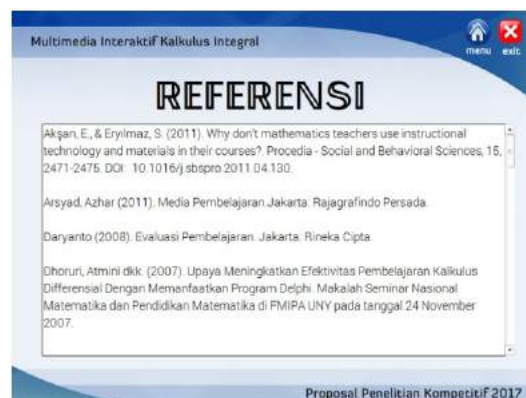 Multimedia Interaktif Kalkulus Integral
menu exit
REFERENSI
Akşan, E., & Eryılmaz, S. (2011). Why don't mathematics teachers use instructional
technology and materials in their courses?. Procedia - Social and Behavioral Sciences, 15,
2471-2475. DOI: 10.1016/j.sbspro.2011.04.130.
Arsyad, Azhar (2011). Media Pembelajaran.Jakarta: Rajagrafindo Persada.
Daryanto (2008). Evaluasi Pembelajaran. Jakarta: Rineka Cipta.
Dhoruri, Atmini dkk. (2007). Upaya Meningkatkan Efektivitas Pembelajaran Kalkulus
Differensial Dengan Memanfaatkan Program Delphi. Makalah Seminar Nasional
Matematika dan Pendidikan Matematika di FMIPA UNY pada tanggal 24 November
2007.
Proposal Penelitian Kompetitif 2017